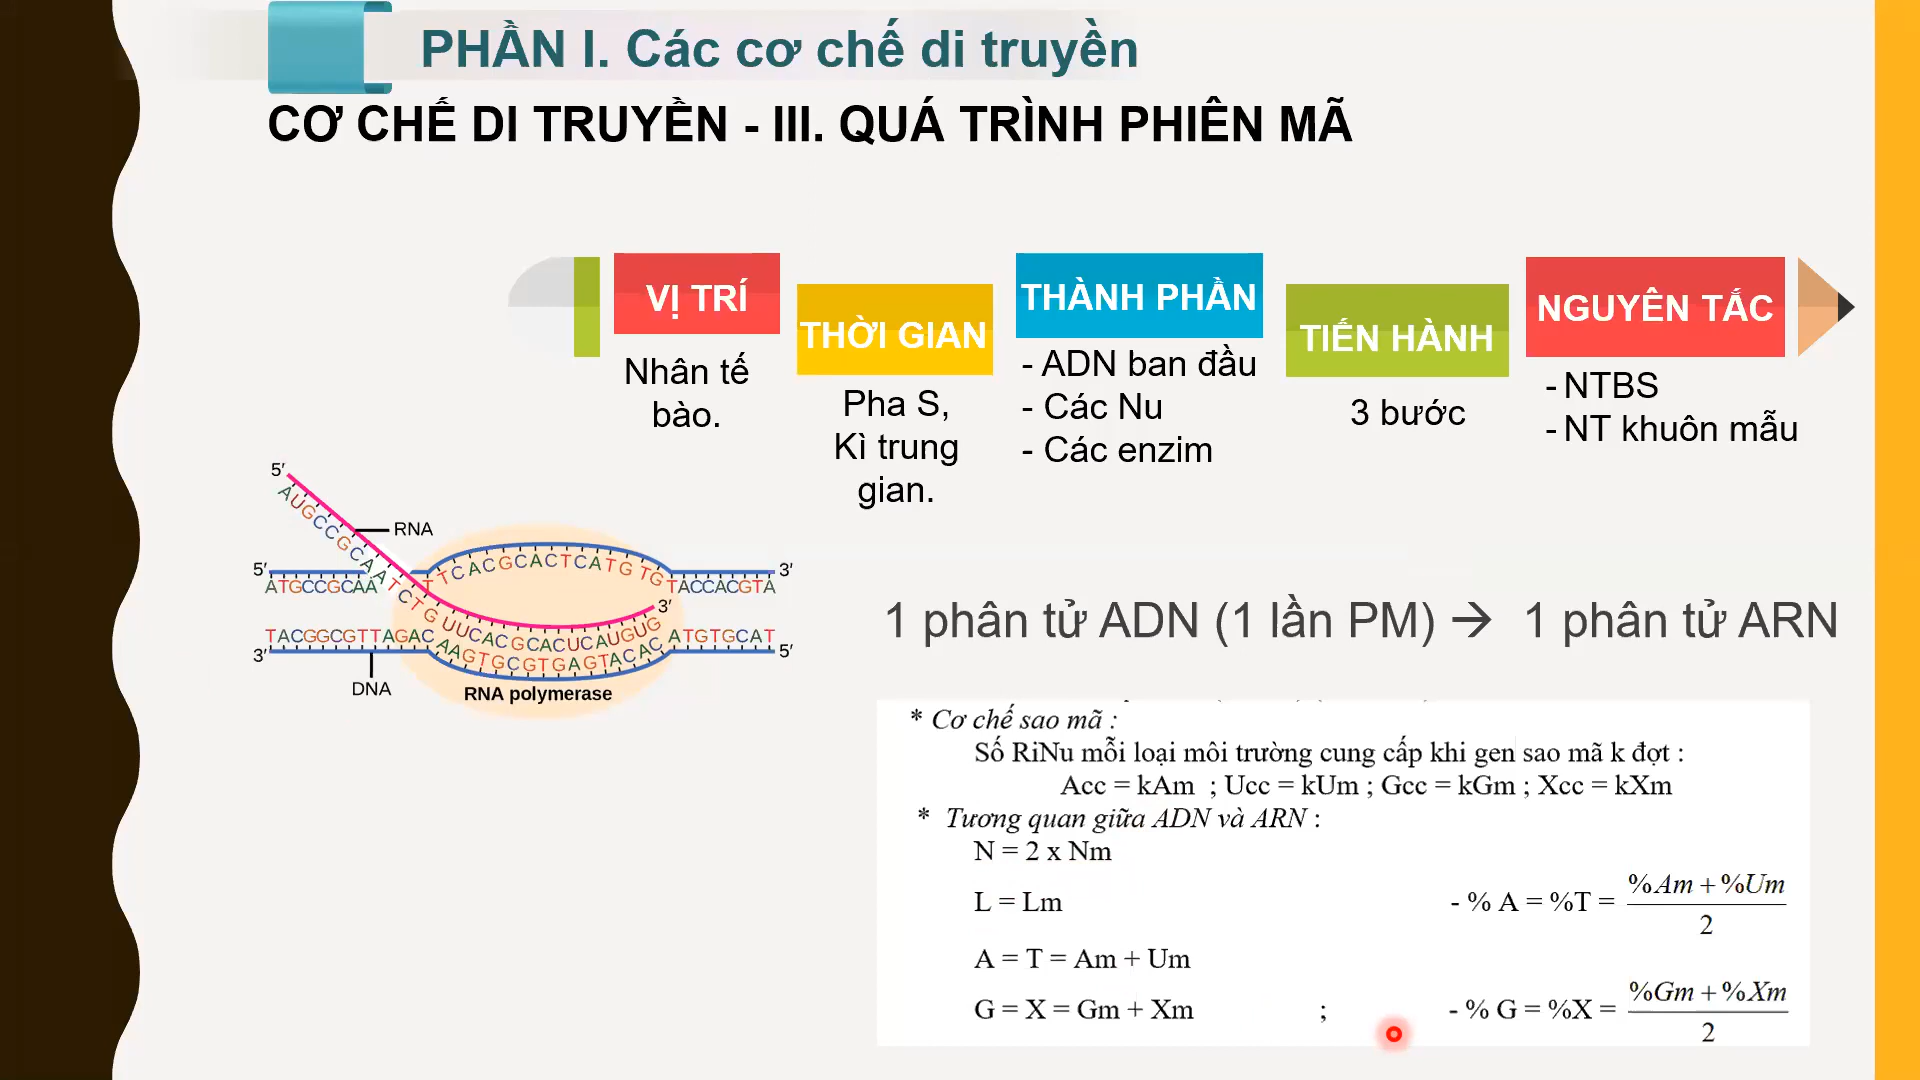 PHẦN I. Các cơ chế di truyền
CƠ CHẾ DI TRUYỀN - III. QUÁ TRÌNH PHIÊN MÃ
VỊ TRÍ
Nhân tế
bào.
THỜI GIAN
Pha S,
Kì trung
gian.
THÀNH PHẦN
- ADN ban đầu
- Các Nu
- Các enzim
TIẾN HÀNH
3 bước
NGUYÊN TẮC
- NTBS
- NT khuôn mẫu
5′
AUGCCGCAA
RNA
5′
ATGCCGCAA
TCTG
TTCACGCACTCATGTGT
TACCACGTA
3′
3′
UUCACGCACUCAUGUG
TACGGCGTTAGAC
AAGTGCGTGAGTACAC
ATGTGCAT
3′
5′
DNA
RNA polymerase
1 phân tử ADN (1 lần PM) → 1 phân tử ARN
* Cơ chế sao mã :
Số RiNu mỗi loại môi trường cung cấp khi gen sao mã k đợt :
Acc = kAm ; Ucc = kUm ; Gcc = kGm ; Xcc = kXm
* Tương quan giữa ADN và ARN :
N = 2 x Nm
L = Lm
- % A = %T = %Am + %Um
2
A = T = Am + Um
G = X = Gm + Xm ; - % G = %X = %Gm + %Xm
2